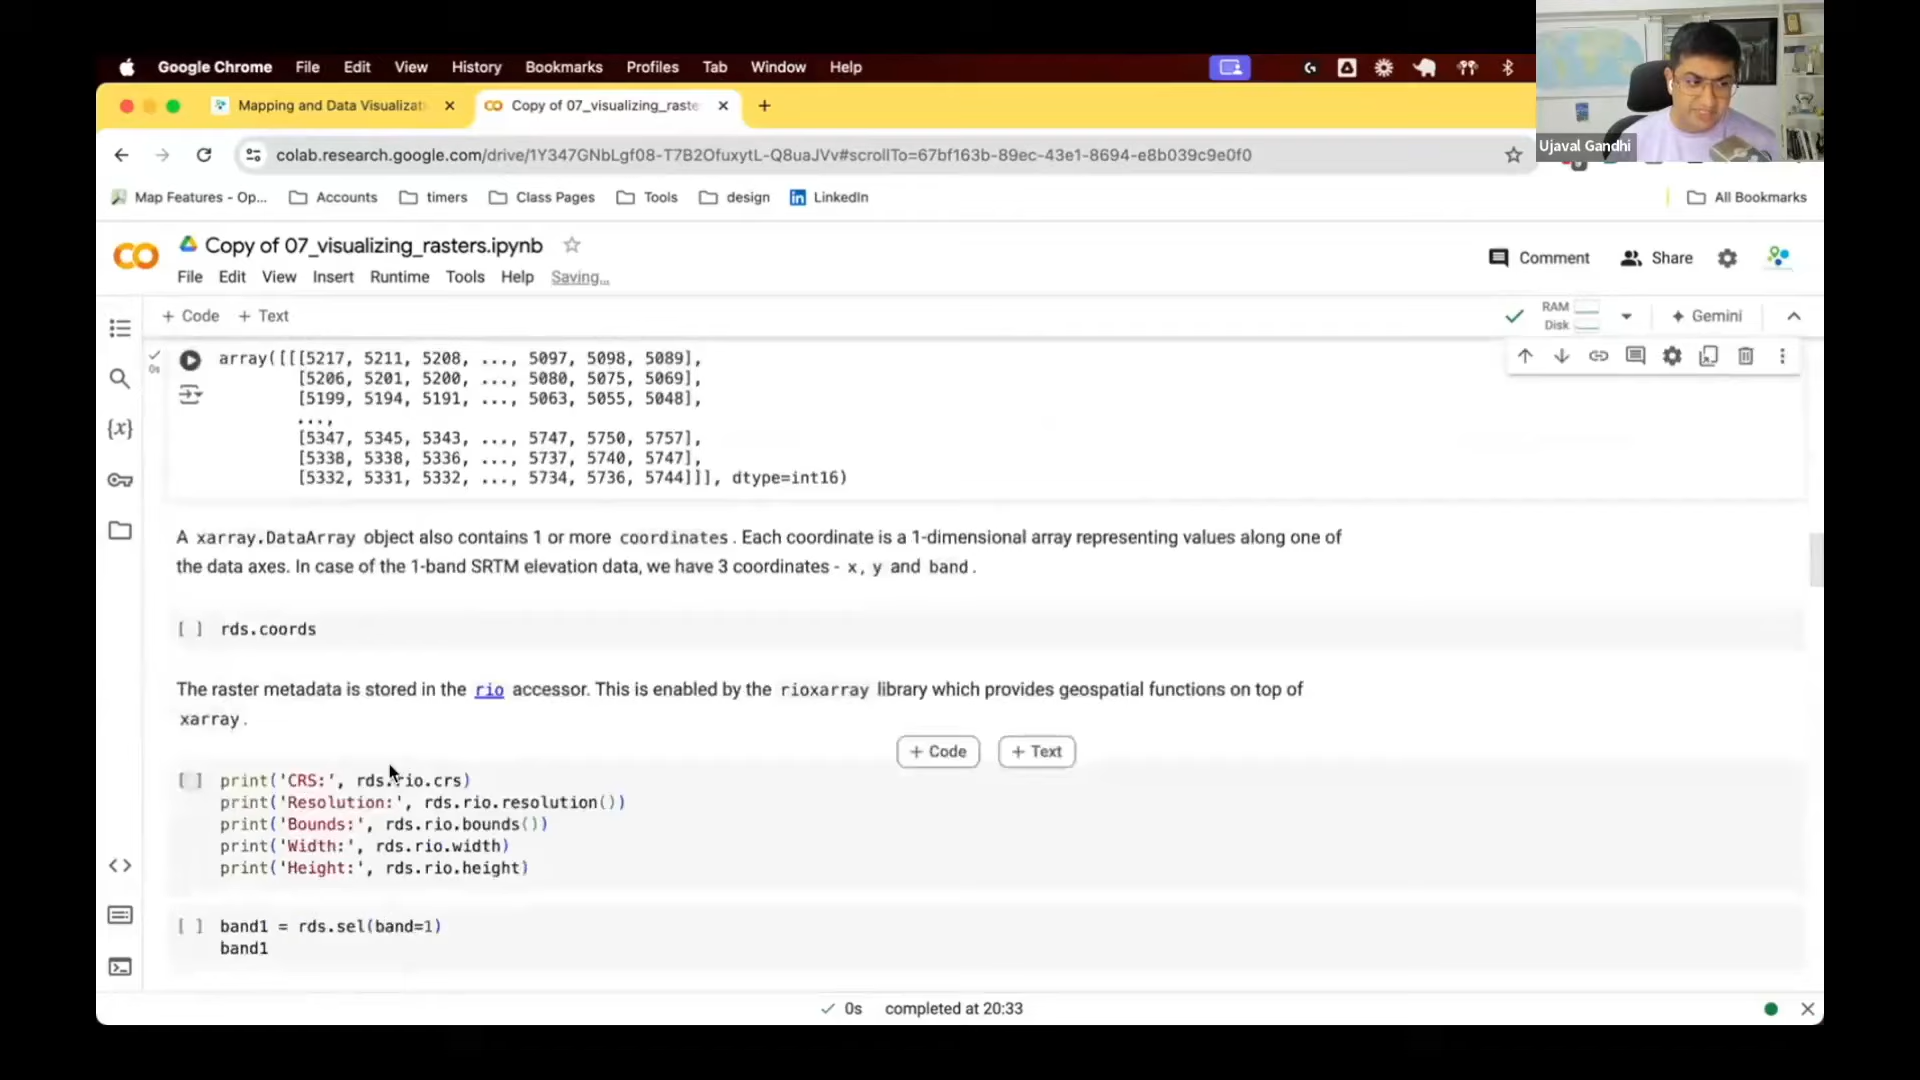 Google Chrome File Edit View History Bookmarks Profiles Tab Window Help
Ujaval Gandhi
Mapping and Data Visualizat
Copy of 07_visualizing_raste
colab.research.google.com/drive/1Y347GNbLgf08-T7B2OfuxytL-Q8uaJVv#scrollTo=67bf163b-89ec-43e1-8694-e8b039c9e0f0
Map Features - Op... Accounts timers Class Pages Tools design LinkedIn All Bookmarks
Copy of 07_visualizing_rasters.ipynb
Comment Share
File Edit View Insert Runtime Tools Help Saving...
+ Code + Text
RAM
Disk
Gemini
array([[[5217, 5211, 5208, ..., 5097, 5098, 5089],
[5206, 5201, 5200, ..., 5080, 5075, 5069],
[5199, 5194, 5191, ..., 5063, 5055, 5048],
...,
[5347, 5345, 5343, ..., 5747, 5750, 5757],
[5338, 5338, 5336, ..., 5737, 5740, 5747],
[5332, 5331, 5332, ..., 5734, 5736, 5744]]], dtype=int16)
0s
A xarray.DataArray object also contains 1 or more coordinates. Each coordinate is a 1-dimensional array representing values along one of
the data axes. In case of the 1-band SRTM elevation data, we have 3 coordinates - x, y and band.
[ ] rds.coords
The raster metadata is stored in the rio accessor. This is enabled by the rioxarray library which provides geospatial functions on top of
xarray.
+ Code + Text
[ ] print('CRS:', rds.rio.crs)
print('Resolution:', rds.rio.resolution())
print('Bounds:', rds.rio.bounds())
print('Width:', rds.rio.width)
print('Height:', rds.rio.height)
[ ] band1 = rds.sel(band=1)
band1
0s completed at 20:33